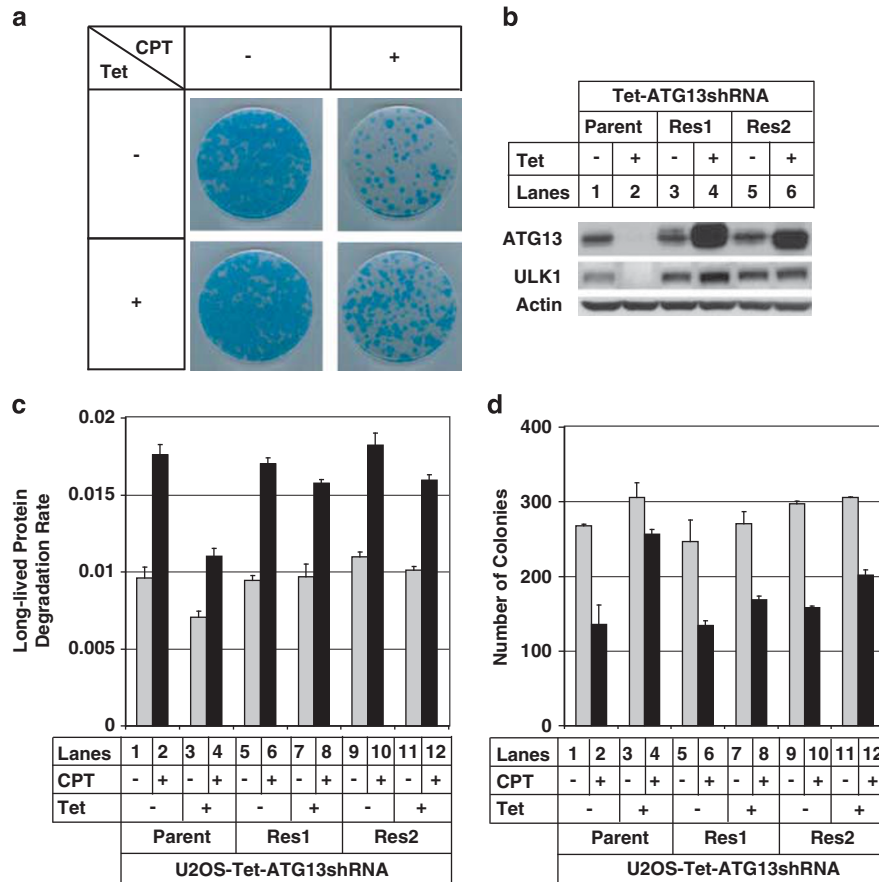 a
CPT
Tet
- +
-
+
b
Tet-ATG13shRNA
Parent Res1 Res2
Tet - + - + - +
Lanes 1 2 3 4 5 6
ATG13
ULK1
Actin
c
Long-lived Protein
Degradation Rate
0.02
0.015
0.01
0.005
0
Lanes 1 2 3 4 5 6 7 8 9 10 11 12
CPT - + - + - + - + - + - +
Tet - + - + - +
Parent Res1 Res2
U2OS-Tet-ATG13shRNA
d
Number of Colonies
400
300
200
100
0
Lanes 1 2 3 4 5 6 7 8 9 10 11 12
CPT - + - + - + - + - + - +
Tet - + - + - +
Parent Res1 Res2
U2OS-Tet-ATG13shRNA